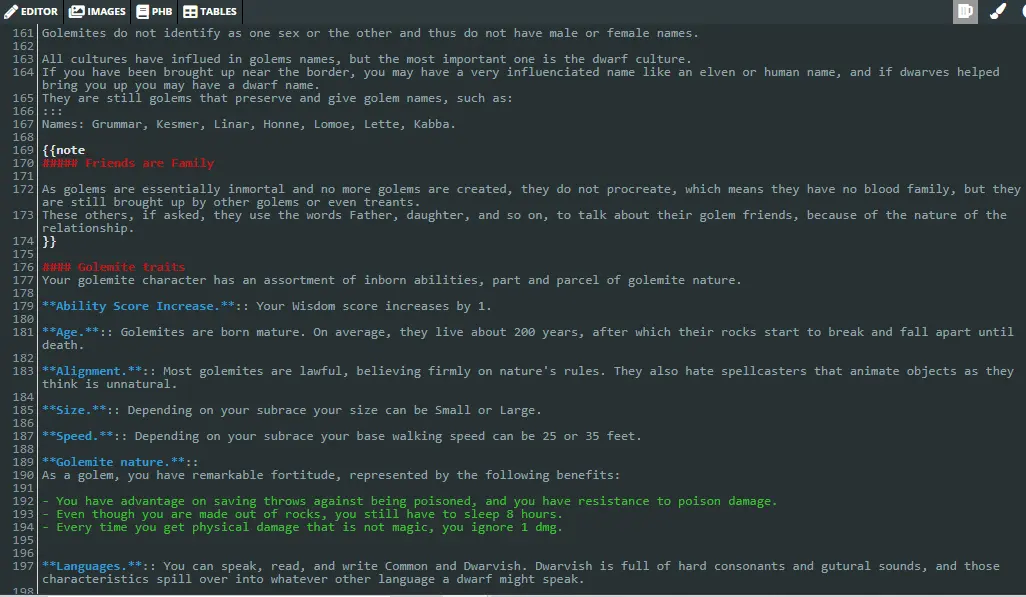 EDITOR IMAGES PHB TABLES
161 Golemites do not identify as one sex or the other and thus do not have male or female names.
162
163 All cultures have influed in golems names, but the most important one is the dwarf culture.
164 If you have been brought up near the border, you may have a very influenciated name like an elven or human name, and if dwarves helped
bring you up you may have a dwarf name.
165 They are still golems that preserve and give golem names, such as:
166 :::
167 Names: Grummar, Kesmer, Linar, Honne, Lomoe, Lette, Kabba.
168
169 {{note
170 ##### Friends are Family
171
172 As golems are essentially inmortal and no more golems are created, they do not procreate, which means they have no blood family, but they
are still brought up by other golems or even treants.
173 These others, if asked, they use the words Father, daughter, and so on, to talk about their golem friends, because of the nature of the
relationship.
174 }}
175
176 #### Golemite traits
177 Your golemite character has an assortment of inborn abilities, part and parcel of golemite nature.
178
179 **Ability Score Increase.**:: Your Wisdom score increases by 1.
180
181 **Age.**:: Golemites are born mature. On average, they live about 200 years, after which their rocks start to break and fall apart until
death.
182
183 **Alignment.**:: Most golemites are lawful, believing firmly on nature's rules. They also hate spellcasters that animate objects as they
think is unnatural.
184
185 **Size.**:: Depending on your subrace your size can be Small or Large.
186
187 **Speed.**:: Depending on your subrace your base walking speed can be 25 or 35 feet.
188
189 **Golemite nature.**::
190 As a golem, you have remarkable fortitude, represented by the following benefits:
191
192 - You have advantage on saving throws against being poisoned, and you have resistance to poison damage.
193 - Even though you are made out of rocks, you still have to sleep 8 hours.
194 - Every time you get physical damage that is not magic, you ignore 1 dmg.
195
196
197 **Languages.**:: You can speak, read, and write Common and Dwarvish. Dwarvish is full of hard consonants and gutural sounds, and those
characteristics spill over into whatever other language a dwarf might speak.
198